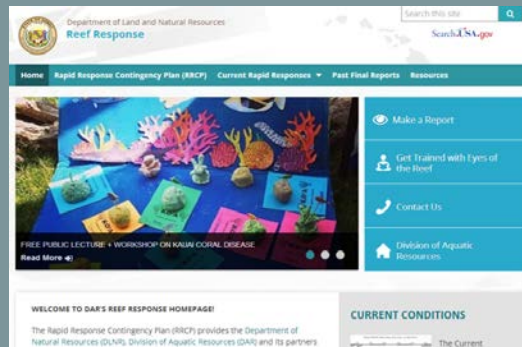 Search this site
Department of Land and Natural Resources
Reef Response
Search.USA.gov
Home Rapid Response Contingency Plan (RRCP) Current Rapid Responses Past Final Reports Resources
Make a Report
Get Trained with Eyes of
the Reef
Contact Us
Division of Aquatic
Resources
FREE PUBLIC LECTURE + WORKSHOP ON KAUAI CORAL DISEASE
Read More
WELCOME TO DAR'S REEF RESPONSE HOMEPAGE!
The Rapid Response Contingency Plan (RRCP) provides the Department of
Natural Resources (DLNR), Division of Aquatic Resources (DAR) and its partners
CURRENT CONDITIONS
The Current